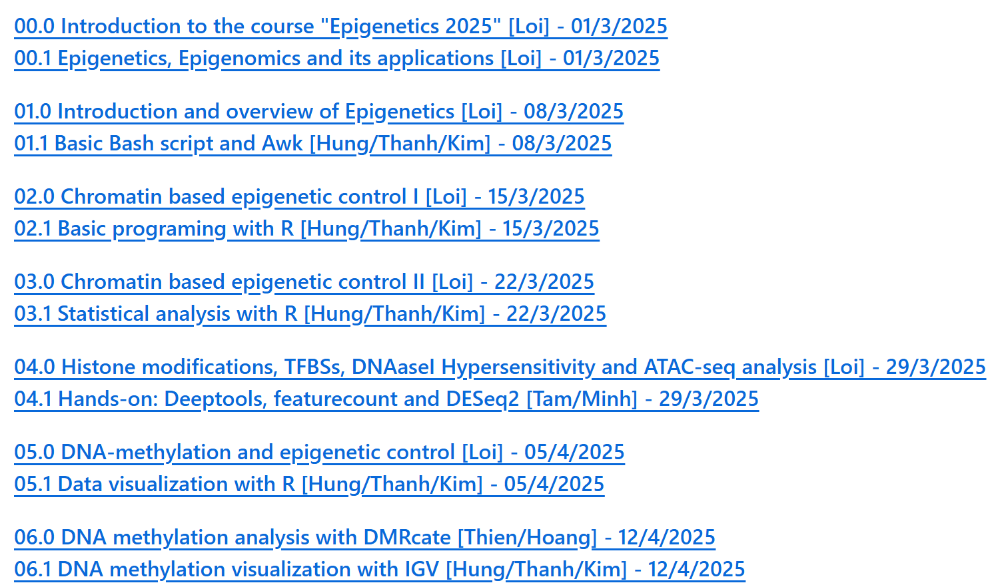 00.0 Introduction to the course "Epigenetics 2025" [Loi] - 01/3/2025
00.1 Epigenetics, Epigenomics and its applications [Loi] - 01/3/2025
01.0 Introduction and overview of Epigenetics [Loi] - 08/3/2025
01.1 Basic Bash script and Awk [Hung/Thanh/Kim] - 08/3/2025
02.0 Chromatin based epigenetic control I [Loi] - 15/3/2025
02.1 Basic programing with R [Hung/Thanh/Kim] - 15/3/2025
03.0 Chromatin based epigenetic control II [Loi] - 22/3/2025
03.1 Statistical analysis with R [Hung/Thanh/Kim] - 22/3/2025
04.0 Histone modifications, TFBSs, DNAaseI Hypersensitivity and ATAC-seq analysis [Loi] - 29/3/2025
04.1 Hands-on: Deeptools, featurecount and DESeq2 [Tam/Minh] - 29/3/2025
05.0 DNA-methylation and epigenetic control [Loi] - 05/4/2025
05.1 Data visualization with R [Hung/Thanh/Kim] - 05/4/2025
06.0 DNA methylation analysis with DMRcate [Thien/Hoang] - 12/4/2025
06.1 DNA methylation visualization with IGV [Hung/Thanh/Kim] - 12/4/2025